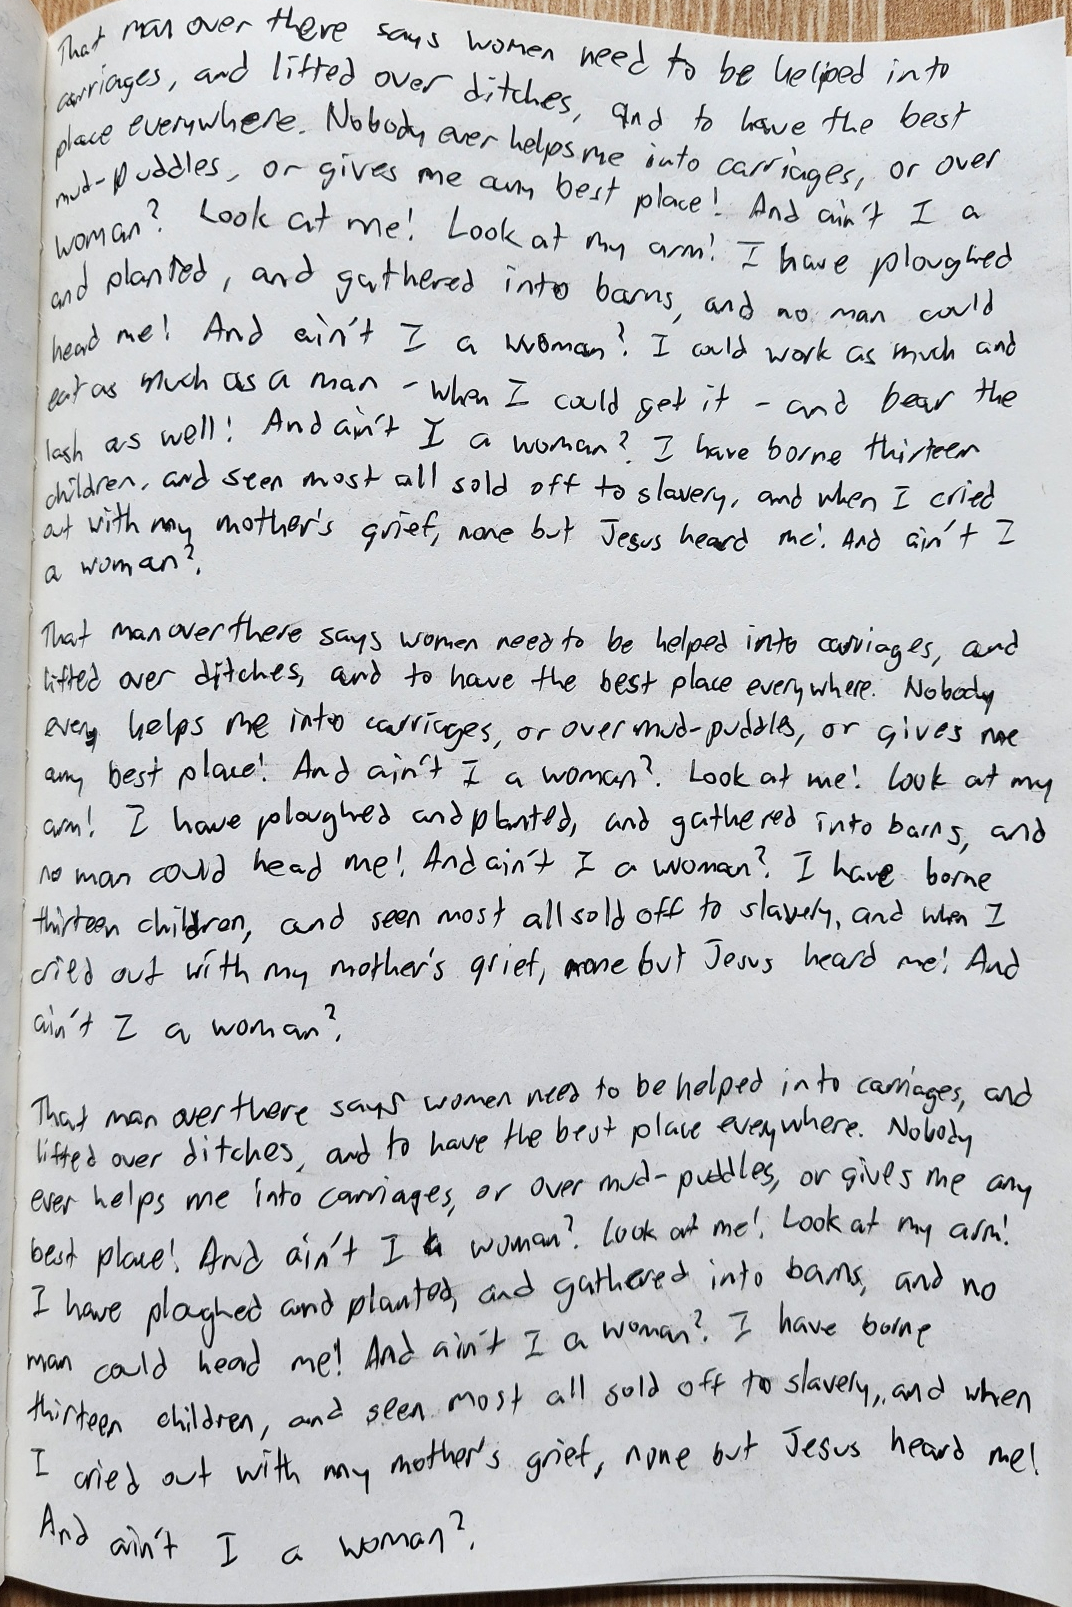 That man over there says women need to be helped into
carriages, and lifted over ditches, and to have the best
place everywhere. Nobody ever helps me into carriages, or over
mud-puddles, or gives me any best place! And ain't I a
woman? Look at me! Look at my arm! I have ploughed
and planted, and gathered into barns, and no man could
head me! And ain't I a woman? I could work as much and
eat as much as a man - when I could get it - and bear the
lash as well! And ain't I a woman? I have borne thirteen
children, and seen most all sold off to slavery, and when I cried
out with my mother's grief, none but Jesus heard me! And ain't I
a woman?
That man over there says women need to be helped into carriages, and
lifted over ditches, and to have the best place everywhere. Nobody
every helps me into carriages, or over mud-puddles, or gives me
any best place! And ain't I a woman? Look at me! Look at my
arm! I have ploughed and planted, and gathered into barns, and
no man could head me! And ain't I a woman? I have borne
thirteen children, and seen most all sold off to slavely, and when I
cried out with my mother's grief, none but Jesus heard me! And
ain't I a woman?
That man over there says women need to be helped into carriages, and
lifted over ditches, and to have the best place everywhere. Nobody
ever helps me into carriages, or over mud-puddles, or gives me any
best place! And ain't I a woman? Look at me! Look at my arm!
I have ploghed and planted, and gathered into barns, and no
man could head me! And ain't I a woman? I have borne
thirteen children, and seen most all sold off to slavely, and when
I cried out with my mother's grief, none but Jesus heard me!
And ain't I a woman?